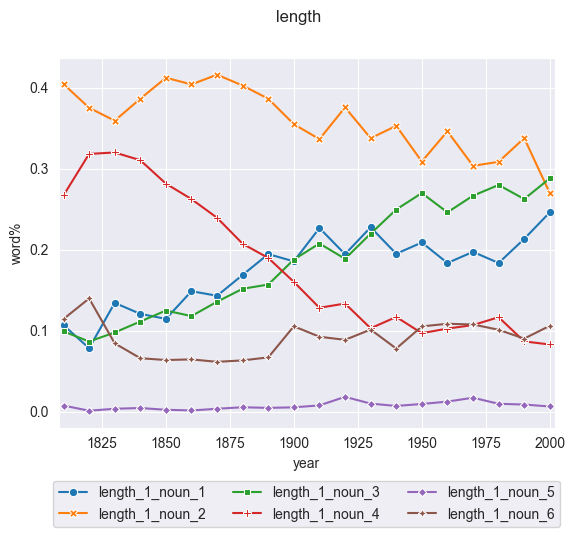 length
0.4
0.3
0.2
0.1
0.0
word%
1825 1850 1875 1900 1925 1950 1975 2000
year
length_1_noun_1 length_1_noun_3 length_1_noun_5
length_1_noun_2 length_1_noun_4 length_1_noun_6